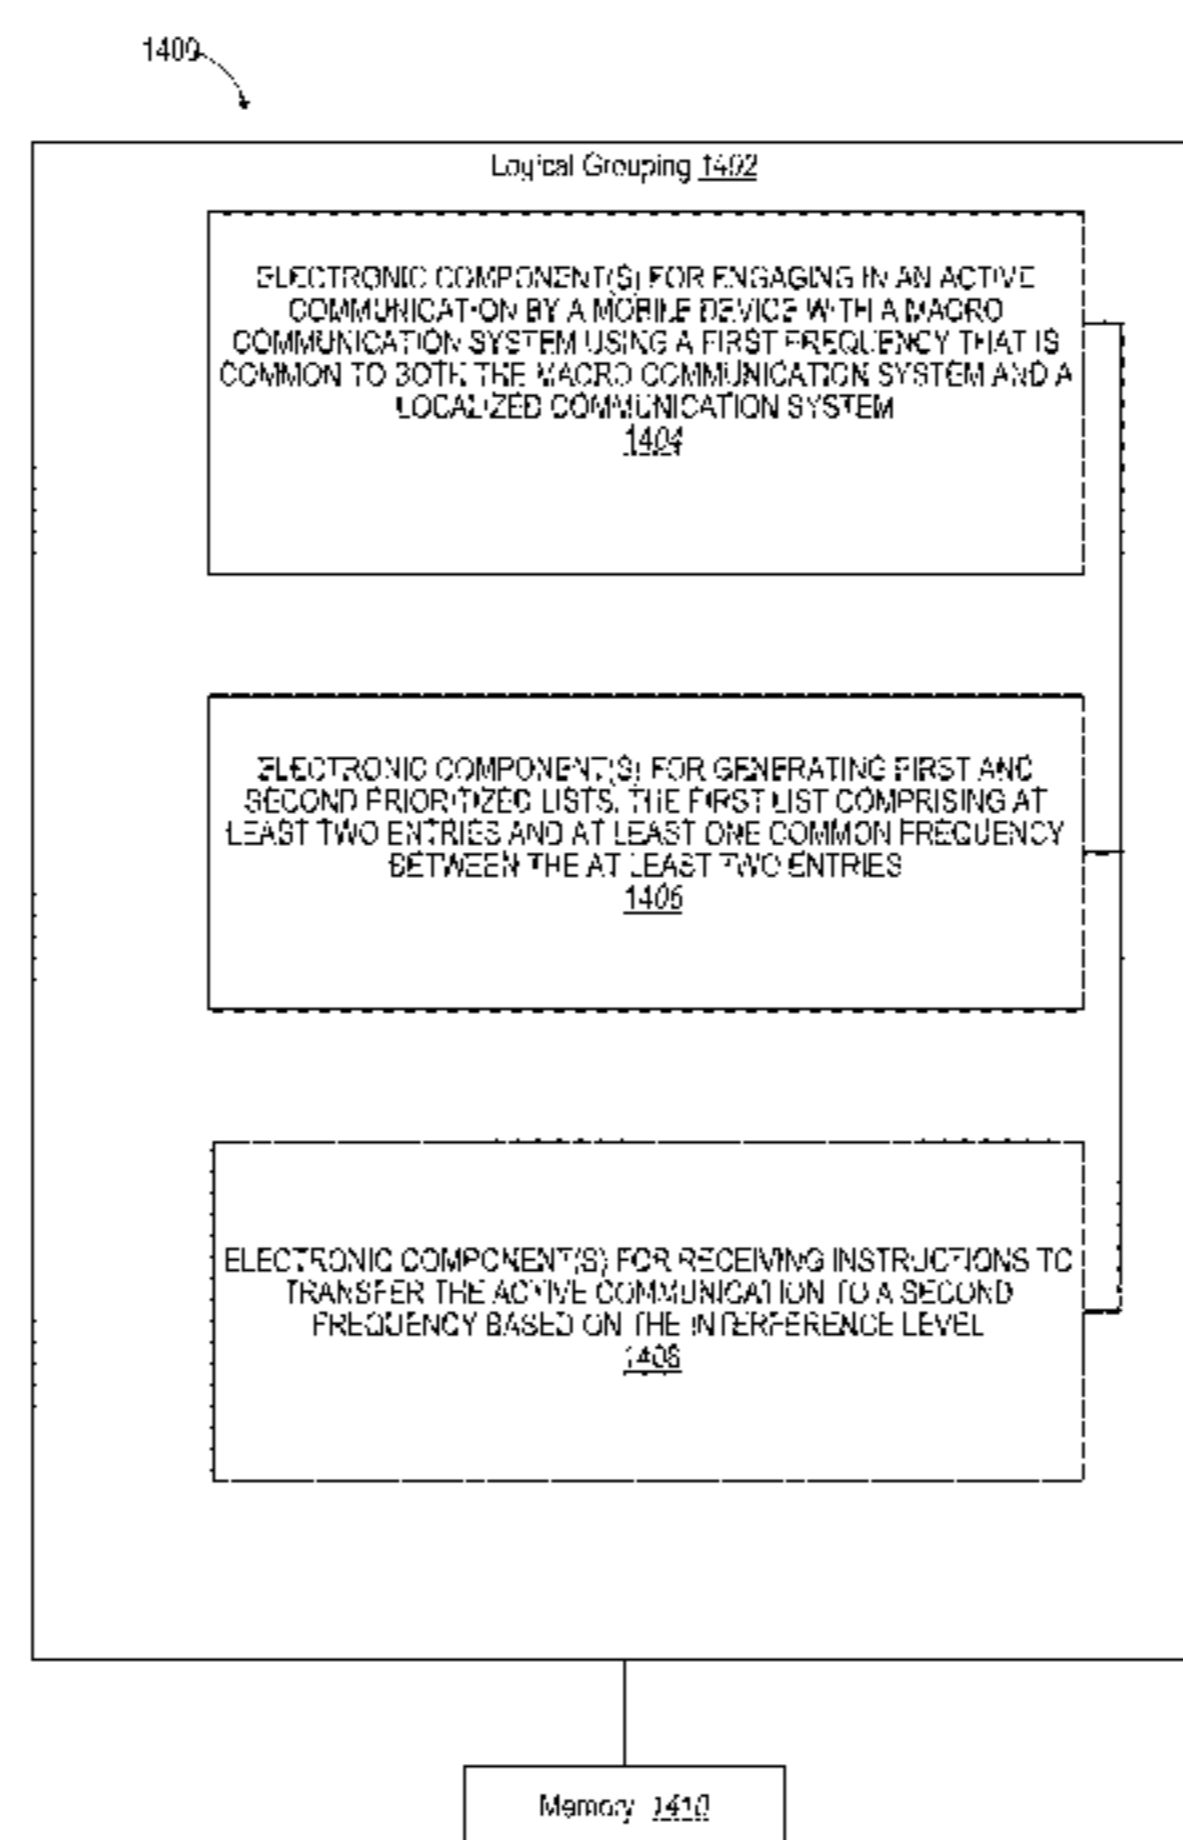 1400
Logical Grouping 1402
ELECTRONIC COMPONENT(S) FOR ENGAGING IN AN ACTIVE
COMMUNICATION BY A MOBILE DEVICE WITH A MACRO
COMMUNICATION SYSTEM USING A FIRST FREQUENCY THAT IS
COMMON TO BOTH THE MACRO COMMUNICATION SYSTEM AND A
LOCALIZED COMMUNICATION SYSTEM
1404
ELECTRONIC COMPONENT(S) FOR GENERATING FIRST AND
SECOND PRIORITIZED LISTS, THE FIRST LIST COMPRISING AT
LEAST TWO ENTRIES AND AT LEAST ONE COMMON FREQUENCY
BETWEEN THE AT LEAST TWO ENTRIES
1406
ELECTRONIC COMPONENT(S) FOR RECEIVING INSTRUCTIONS TO
TRANSFER THE ACTIVE COMMUNICATION TO A SECOND
FREQUENCY BASED ON THE INTERFERENCE LEVEL
1408
Memory 1410